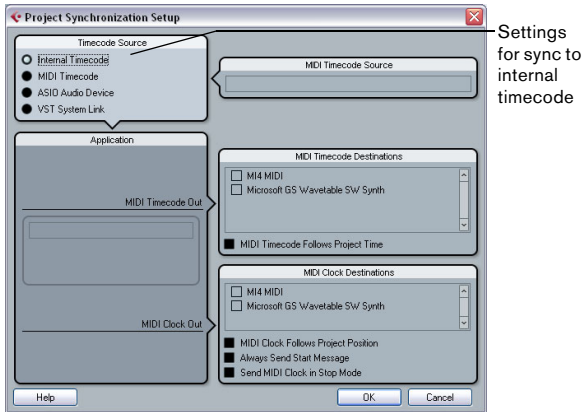 Project Synchronization Setup
Timecode Source
Internal Timecode
MIDI Timecode
ASIO Audio Device
VST System Link
MIDI Timecode Source
Settings
for sync to
internal
timecode
Application
MIDI Timecode Out
MIDI Clock Out
MIDI Timecode Destinations
MI4 MIDI
Microsoft GS Wavetable SW Synth
MIDI Timecode Follows Project Time
MIDI Clock Destinations
MI4 MIDI
Microsoft GS Wavetable SW Synth
MIDI Clock Follows Project Position
Always Send Start Message
Send MIDI Clock in Stop Mode
Help
OK
Cancel